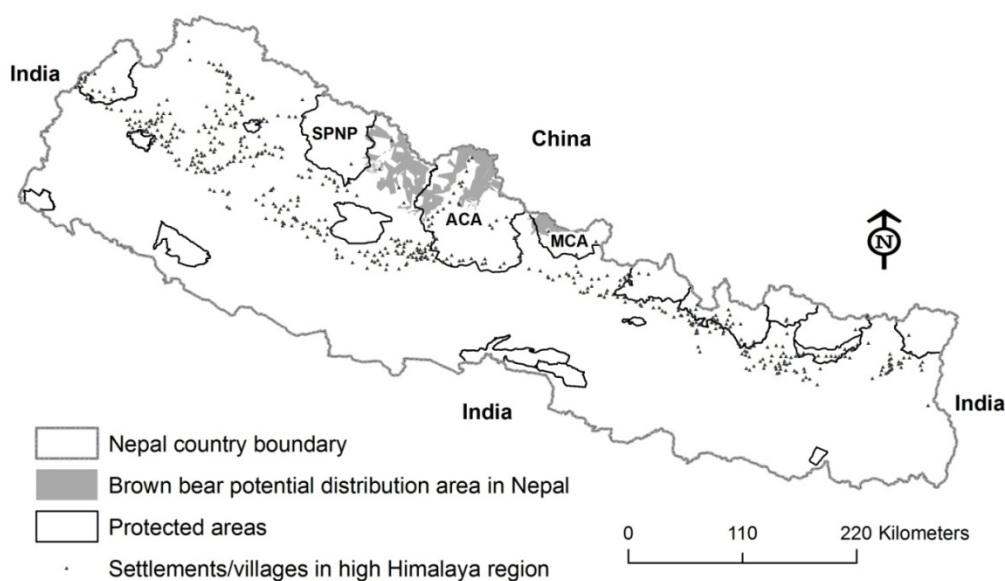 India
SPNP
China
ACA
MCA
N
India
India
Nepal country boundary
Brown bear potential distribution area in Nepal
Protected areas
Settlements/villages in high Himalaya region
0 110 220 Kilometers